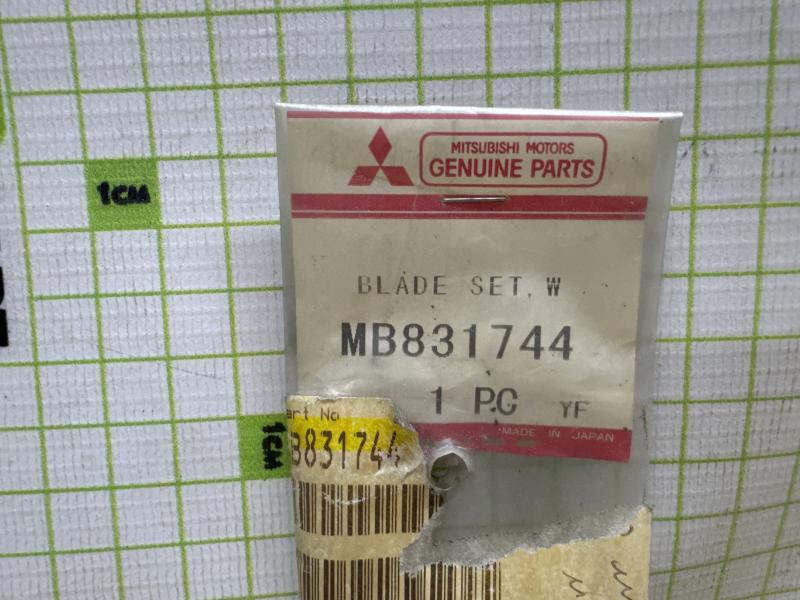 1CM
MITSUBISHI MOTORS
GENUINE PARTS
BLADE SET, W
MB831744
1 PC YF
MADE IN JAPAN
art No
B831744
1CM